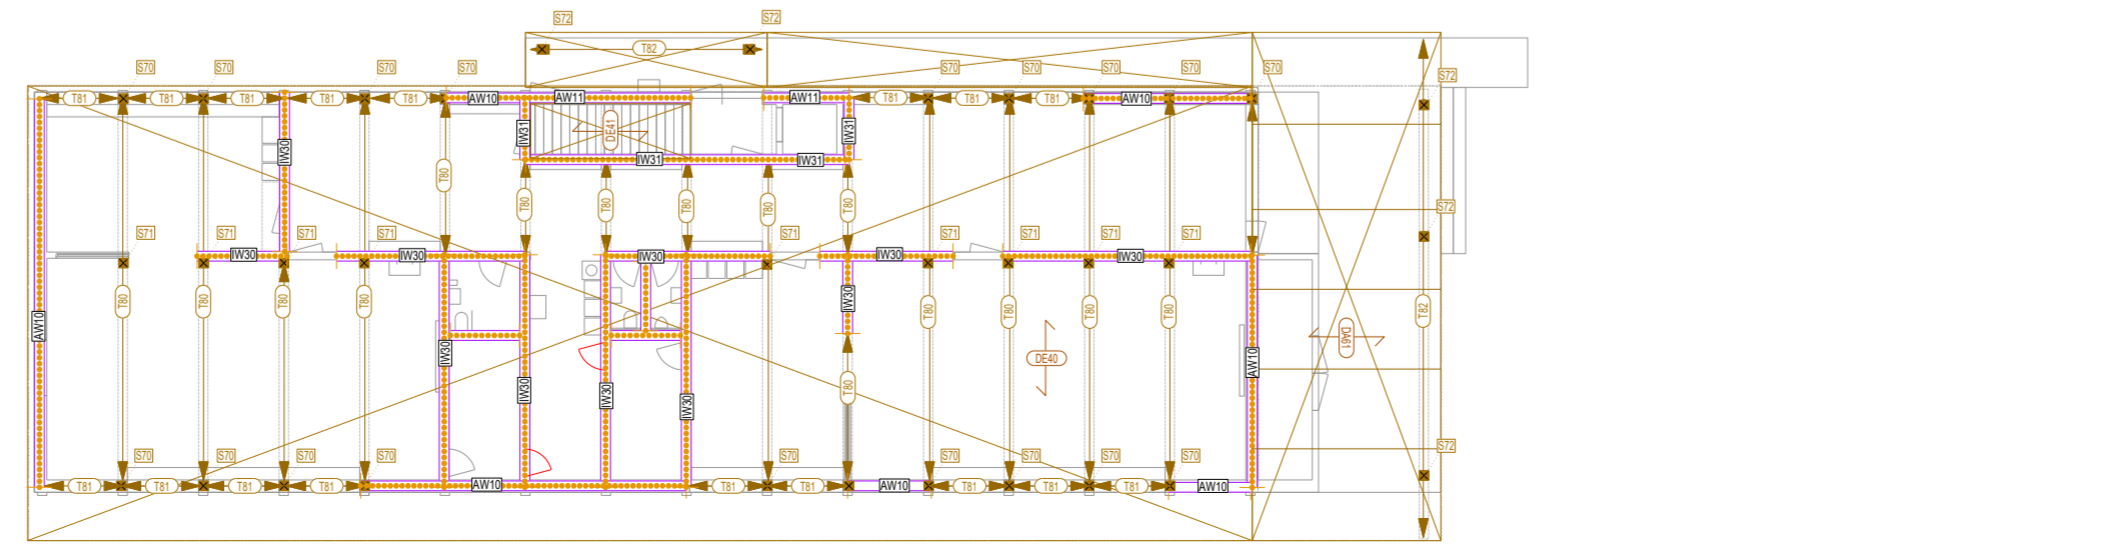 S72 S72
T82
S70 S70 S70 S70 S70 S70 S70 S70 S70 S72
T81 T81 T81 T81 T81 AW10 AW11 AW11 T81 T81 T81 AW10
IW31 DE41 IW31
IW30
IW31 IW31
T80
T80 T80 T80 T80 T80
S72
S71 S71 S71 S71 S71 S71 S71 S71
IW30 IW30 IW30 IW30 IW30
T80 T80 T80 T80 IW30 T80 T80 T80 T80 T82
AW10
DA61
IW30 DE40 AW10
IW30 IW30 T80
IW30
S72
S70 S70 S70 S70 S70 S70 S70 S70 S70
T81 T81 T81 T81 AW10 T81 T81 AW10 T81 T81 T81 AW10